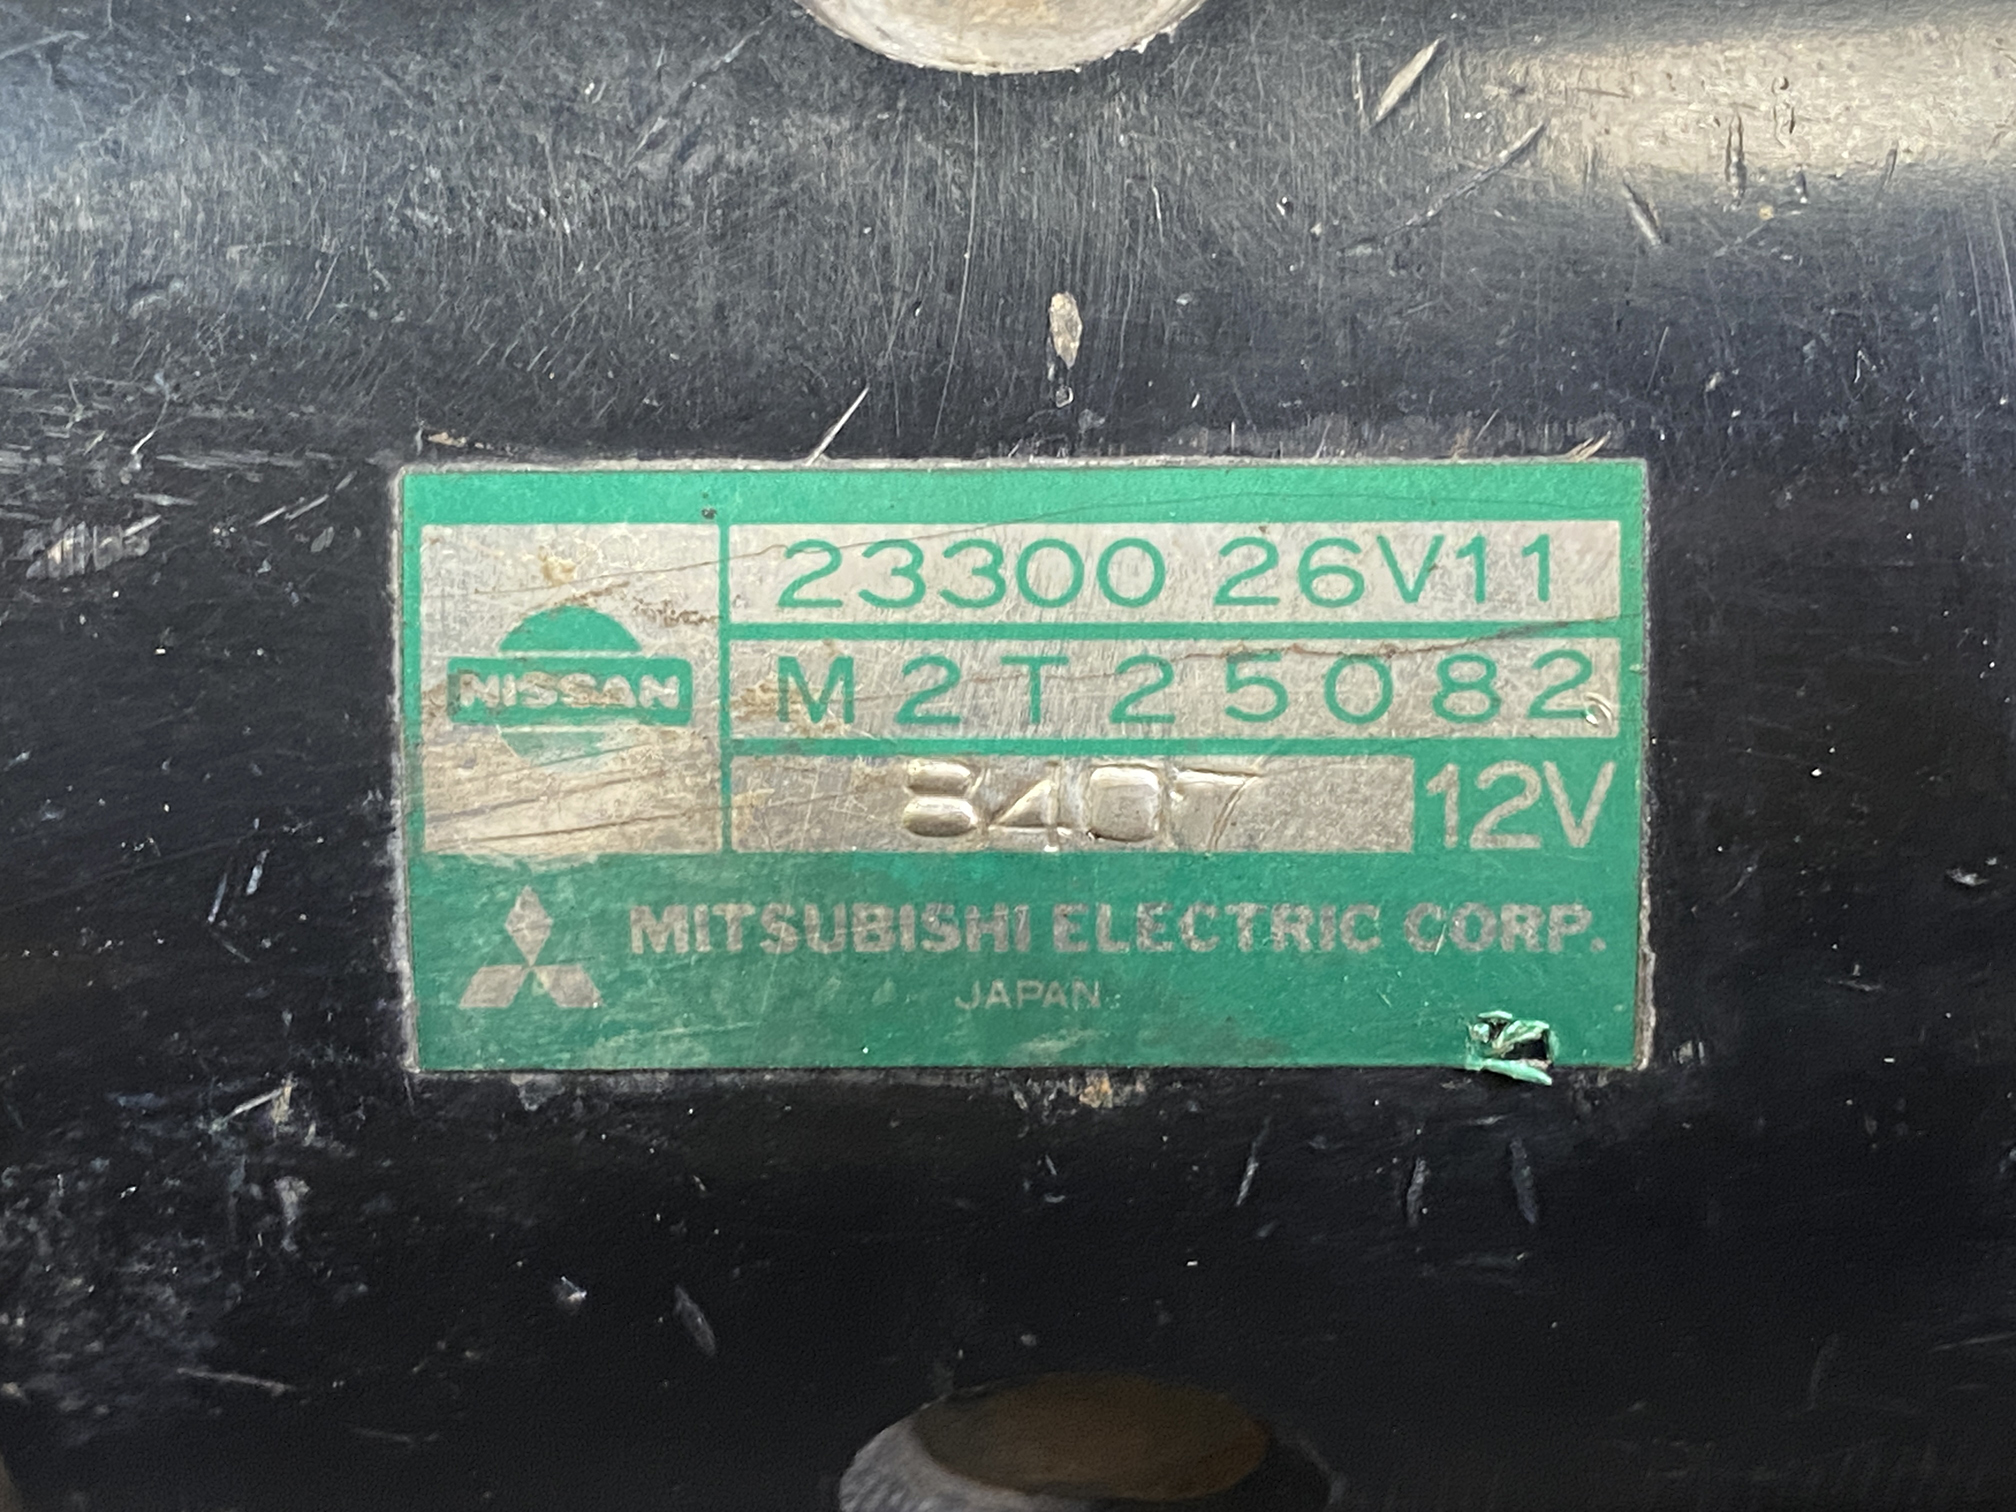 23300 26V11
NISSAN
M2T25082
8407
12V
MITSUBISHI ELECTRIC CORP.
JAPAN